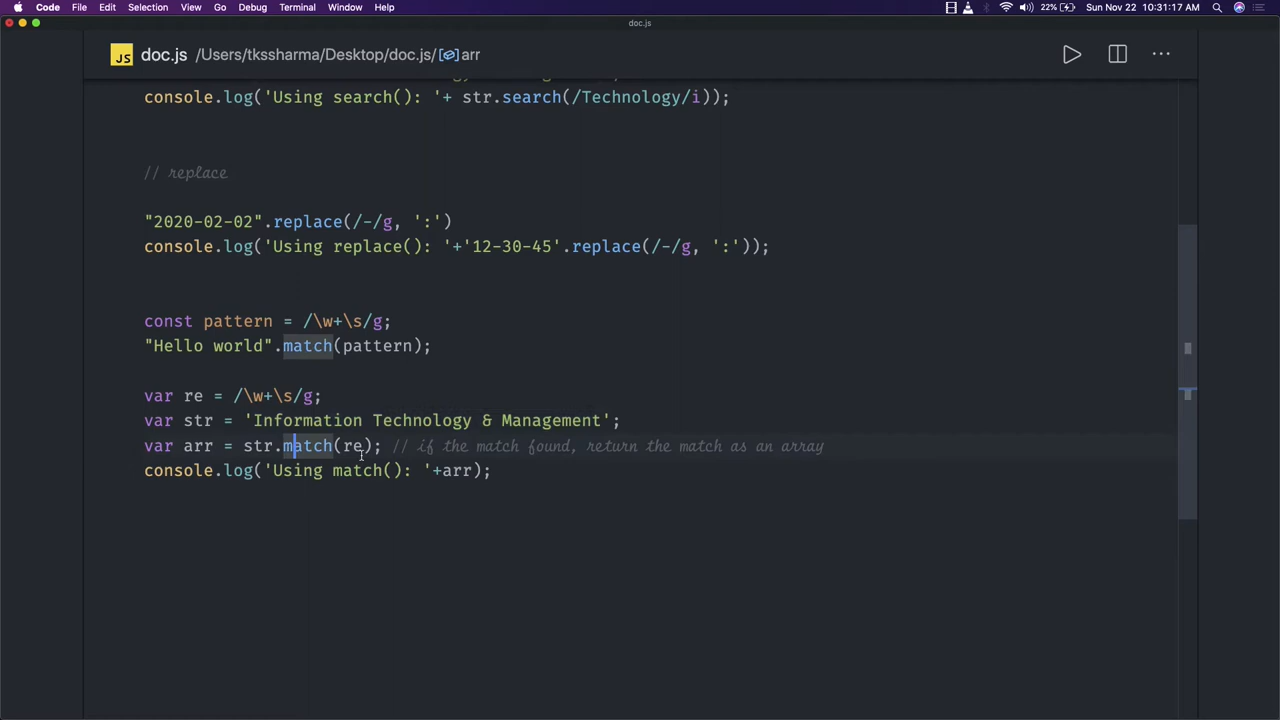 Code File Edit Selection View Go Debug Terminal Window Help 22% Sun Nov 22 10:31:17 AM
doc.js
JS doc.js /Users/tkssharma/Desktop/doc.js/ arr
console.log('Using search(): '+ str.search(/Technology/i));
// replace
"2020-02-02".replace(/-/g, ':')
console.log('Using replace(): '+'12-30-45'.replace(/-/g, ':'));
const pattern = /\w+\s/g;
"Hello world".match(pattern);
var re = /\w+\s/g;
var str = 'Information Technology & Management';
var arr = str.match(re); // if the match found, return the match as an array
console.log('Using match(): '+arr);